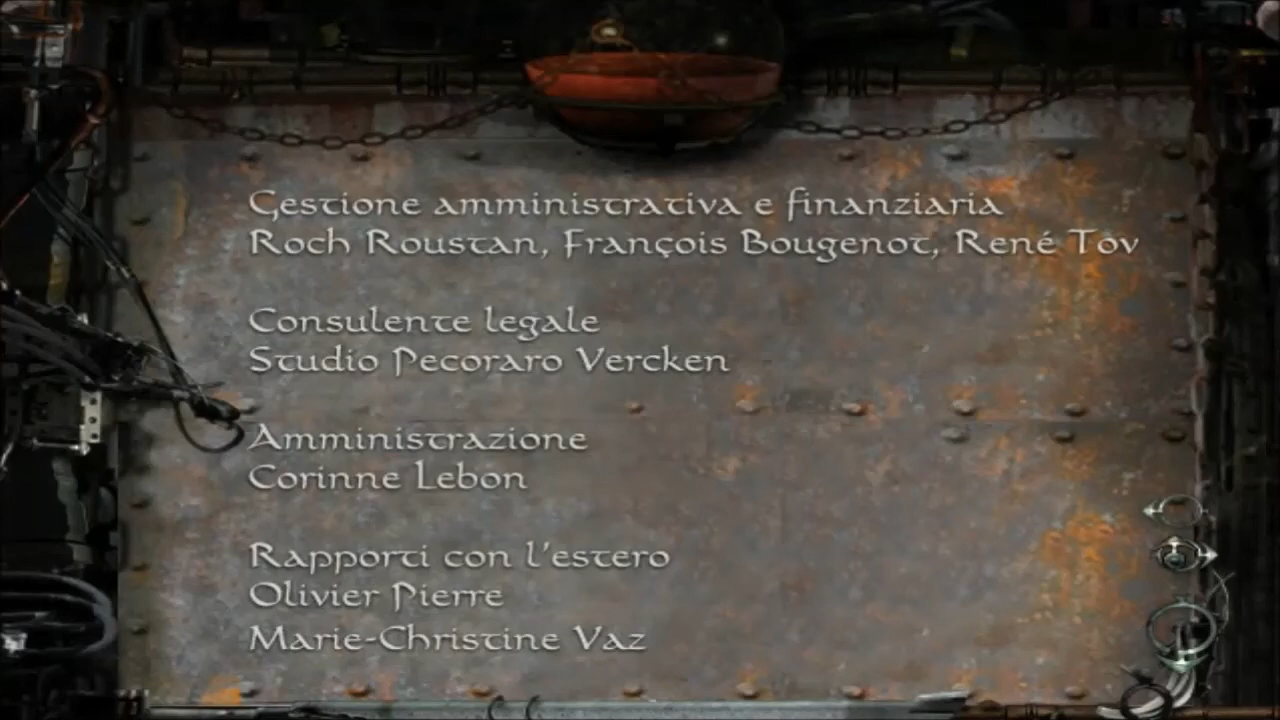 Gestione amministrativa e finanziaria
Roch Roustan, François Bougenot, René Tov
Consulente legale
Studio Pecoraro Vercken
Amministrazione
Corinne Lebon
Rapporti con l'estero
Olivier Pierre
Marie-Christine Vaz